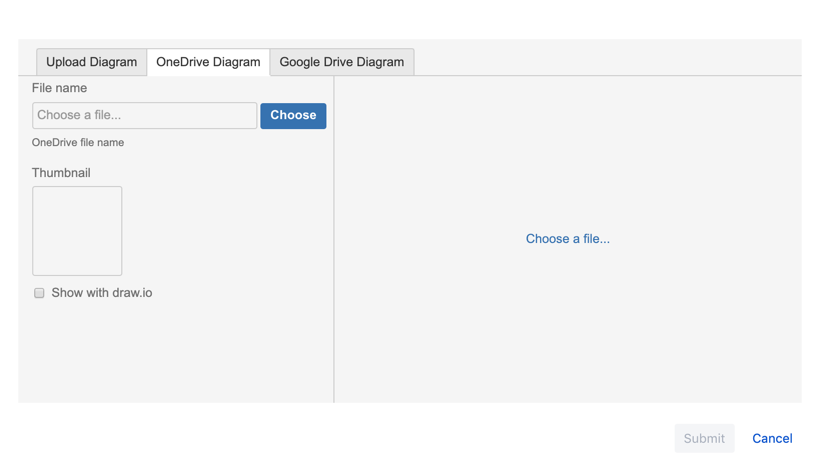 Upload Diagram
OneDrive Diagram
Google Drive Diagram
File name
Choose a file...
Choose
OneDrive file name
Thumbnail
Show with draw.io
Choose a file...
Submit
Cancel